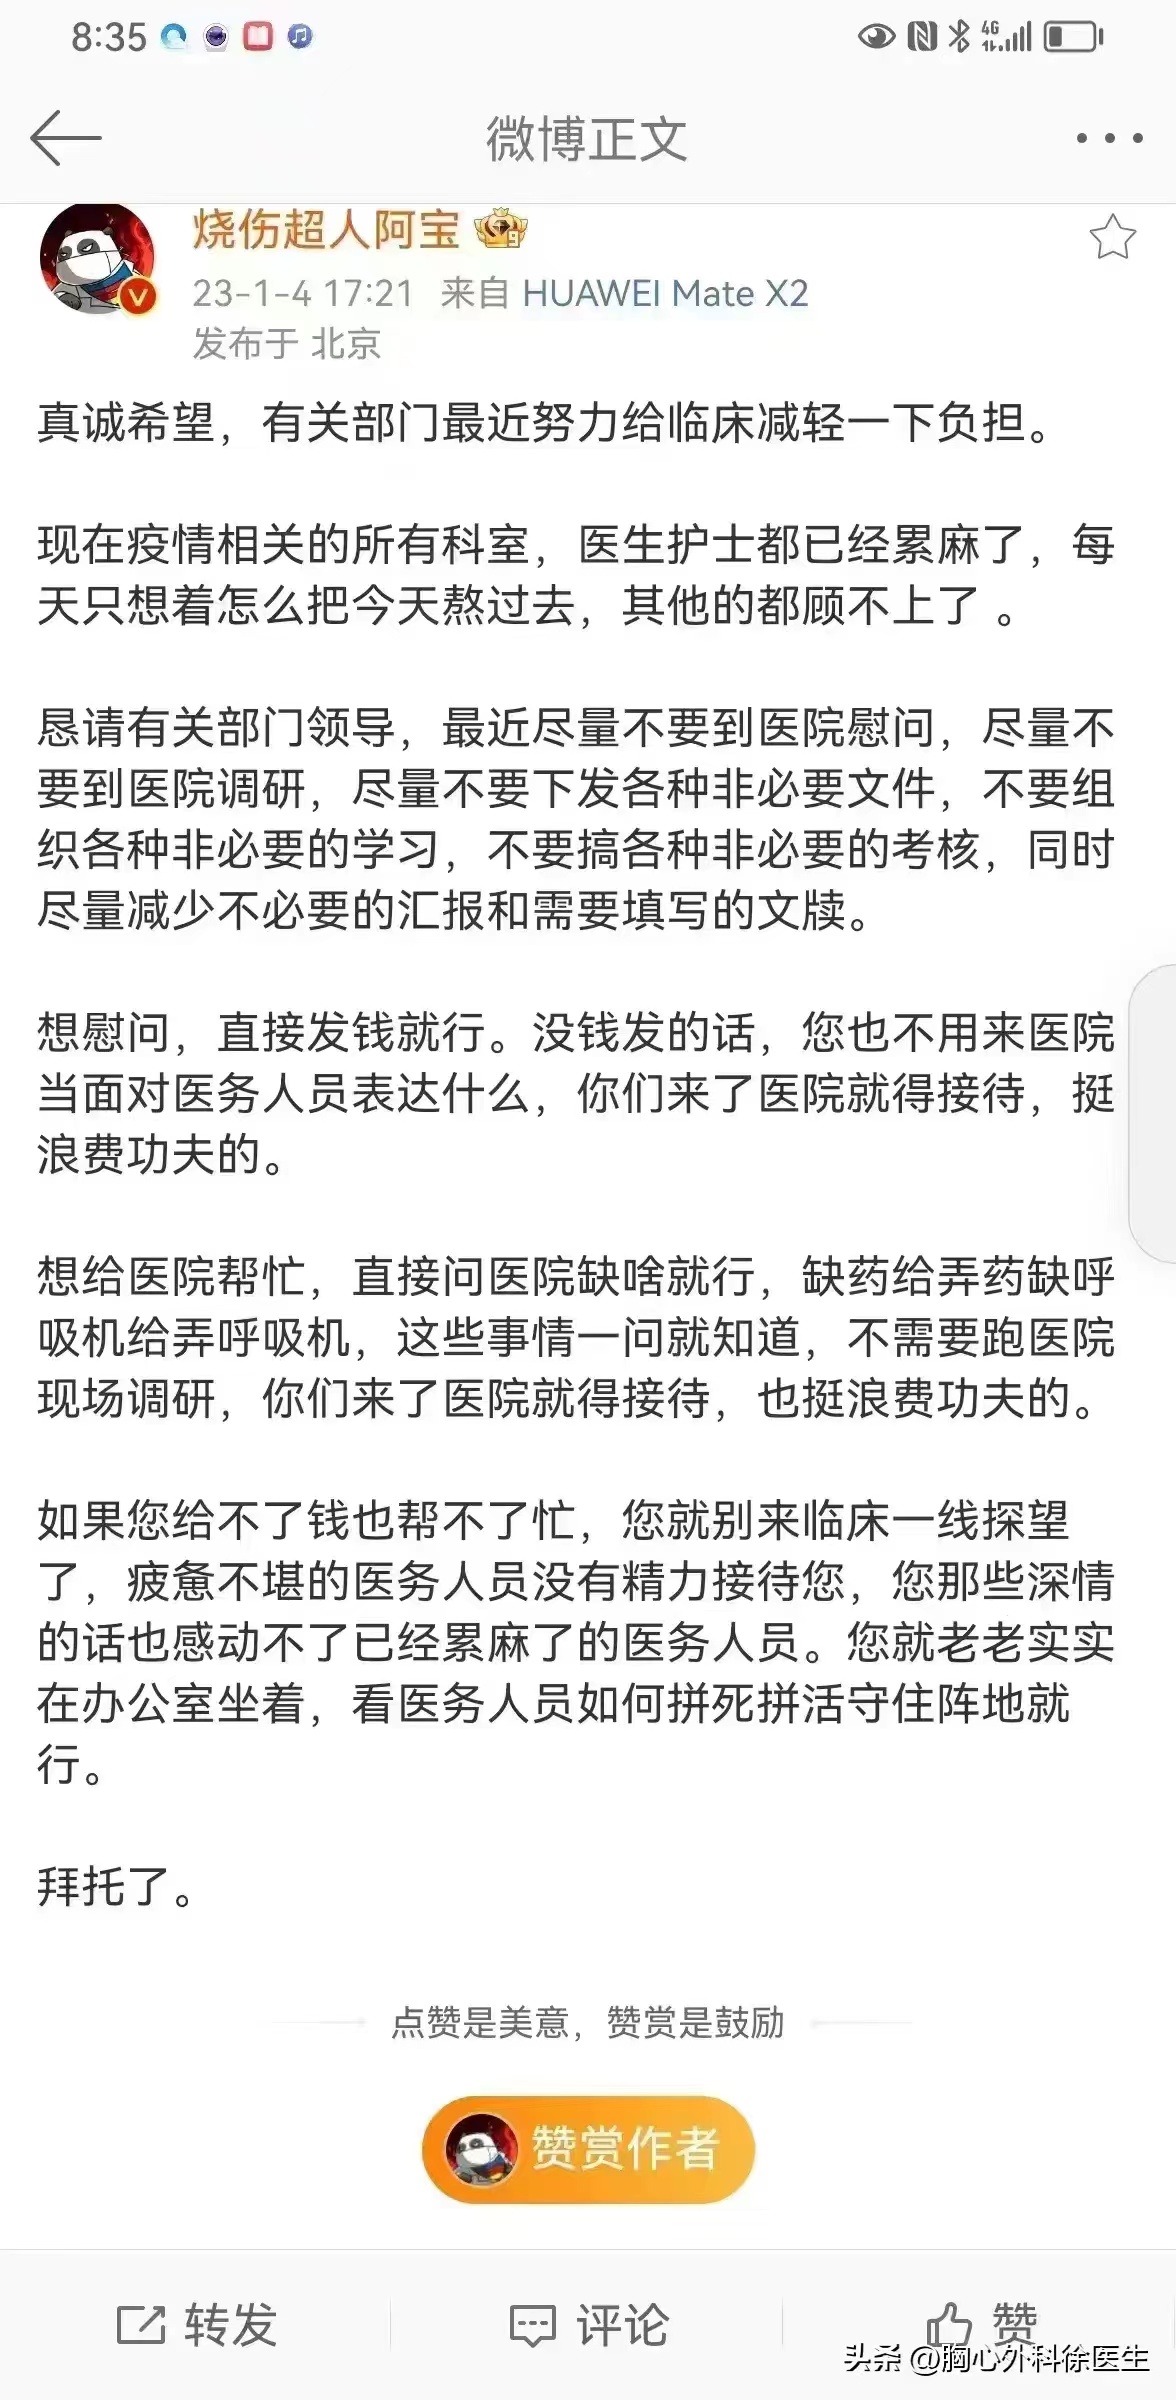 8:35
4G
微博正文
烧伤超人阿宝
9
23-1-4 17:21 来自 HUAWEI Mate X2
发布于 北京
真诚希望，有关部门最近努力给临床减轻一下负担。
现在疫情相关的所有科室，医生护士都已经累麻了，每
天只想着怎么把今天熬过去，其他的都顾不上了 。
恳请有关部门领导，最近尽量不要到医院慰问，尽量不
要到医院调研，尽量不要下发各种非必要文件，不要组
织各种非必要的学习，不要搞各种非必要的考核，同时
尽量减少不必要的汇报和需要填写的文牍。
想慰问，直接发钱就行。没钱发的话，您也不用来医院
当面对医务人员表达什么，你们来了医院就得接待，挺
浪费功夫的。
想给医院帮忙，直接问医院缺啥就行，缺药给弄药缺呼
吸机给弄呼吸机，这些事情一问就知道，不需要跑医院
现场调研，你们来了医院就得接待，也挺浪费功夫的。
如果您给不了钱也帮不了忙，您就别来临床一线探望
了，疲惫不堪的医务人员没有精力接待您，您那些深情
的话也感动不了已经累麻了的医务人员。您就老老实实
在办公室坐着，看医务人员如何拼死拼活守住阵地就
行。
拜托了。
点赞是美意，赞赏是鼓励
赞赏作者
转发
评论
赞
头条 @胸心外科徐医生